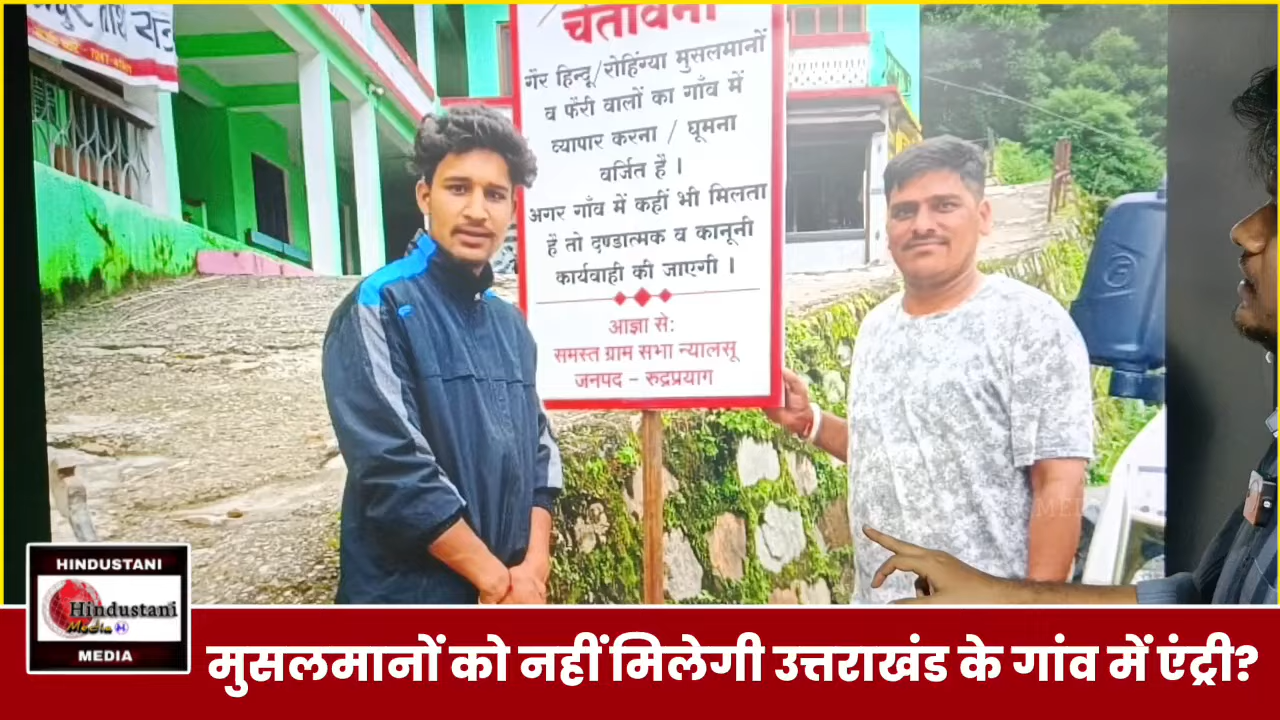 चेतावनी
गैर हिन्दू/रोहिंग्या मुसलमानों
व फेंरी वालों का गाँव में
व्यापार करना / घूमना
वर्जित है ।
अगर गाँव में कहीं भी मिलता
है तो दण्डात्मक व कानूनी
कार्यवाही की जाएगी ।
आज्ञा से:
समस्त ग्राम सभा न्यालसू
जनपद - रुद्रप्रयाग
HINDUSTANI
Hindustani
Media H
MEDIA
मुसलमानों को नहीं मिलेगी उत्तराखंड के गांव में एंट्री?